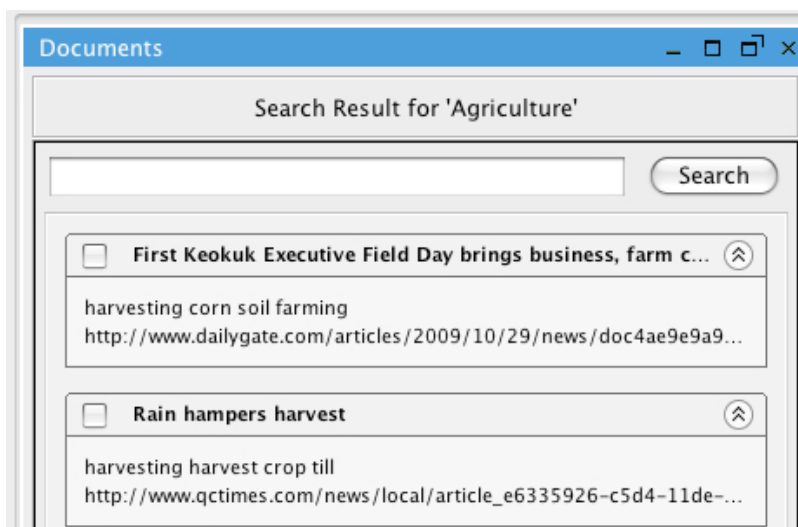 Documents
Search Result for 'Agriculture'
Search
First Keokuk Executive Field Day brings business, farm c...
harvesting corn soil farming
http://www.dailygate.com/articles/2009/10/29/news/doc4ae9e9a9...
Rain hampers harvest
harvesting harvest crop till
http://www.qctimes.com/news/local/article_e6335926-c5d4-11de-...